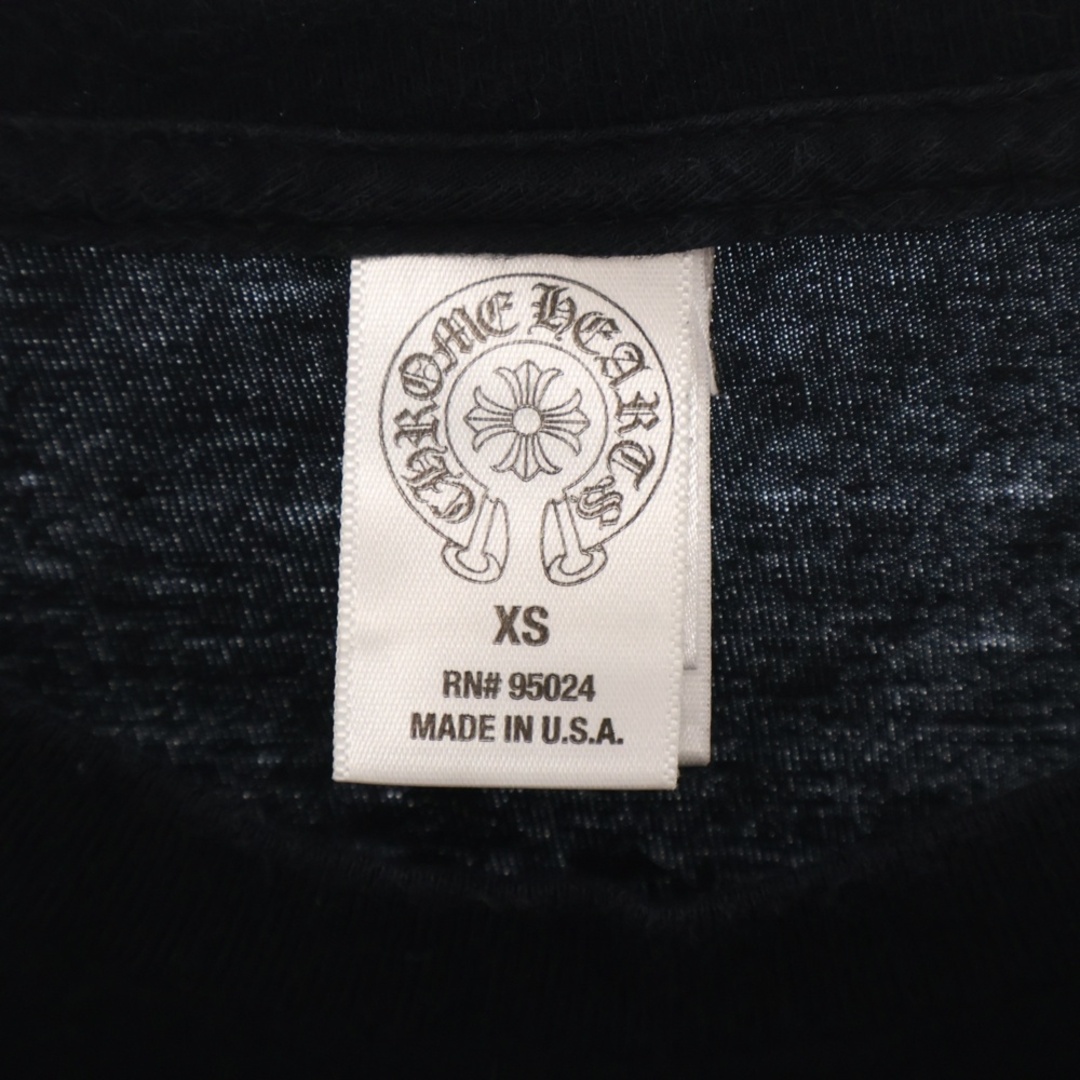 CHROME HEARTS
XS
RN# 95024
MADE IN U.S.A.